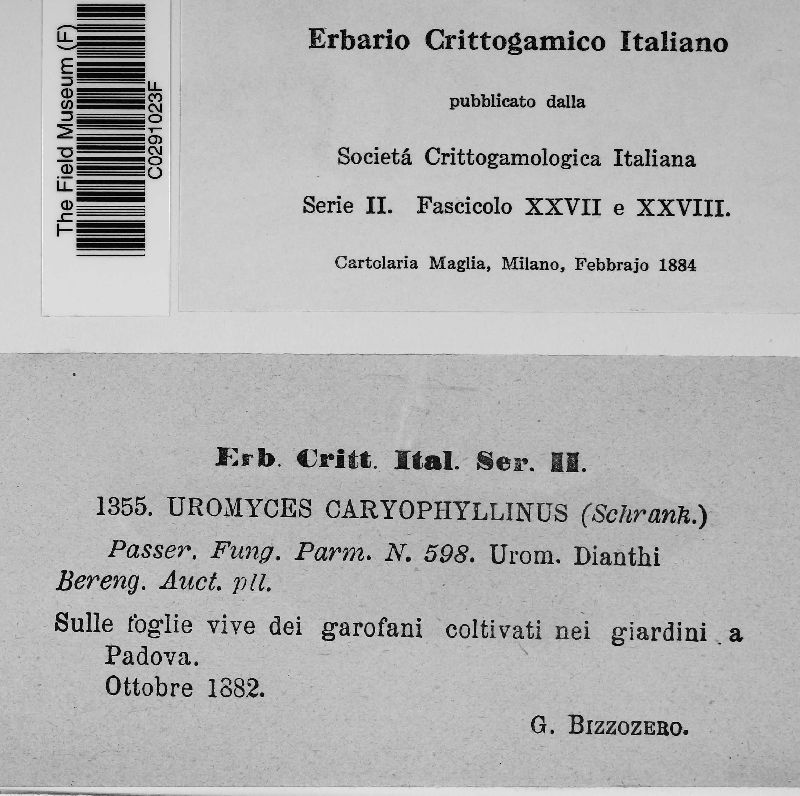 The Field Museum (F)
C0291023F
Erbario Crittogamico Italiano
pubblicato dalla
Societá Crittogamologica Italiana
Serie II. Fascicolo XXVII e XXVIII.
Cartolaria Maglia, Milano, Febbrajo 1884
Erb. Critt. Ital. Ser. II.
1355. UROMYCES CARYOPHYLLINUS (Schrank.)
Passer. Fung. Parm. N. 598. Urom. Dianthi
Bereng. Auct. pll.
Sulle foglie vive dei garofani coltivati nei giardini a
Padova.
Ottobre 1882.
G. BIZZOZERO.